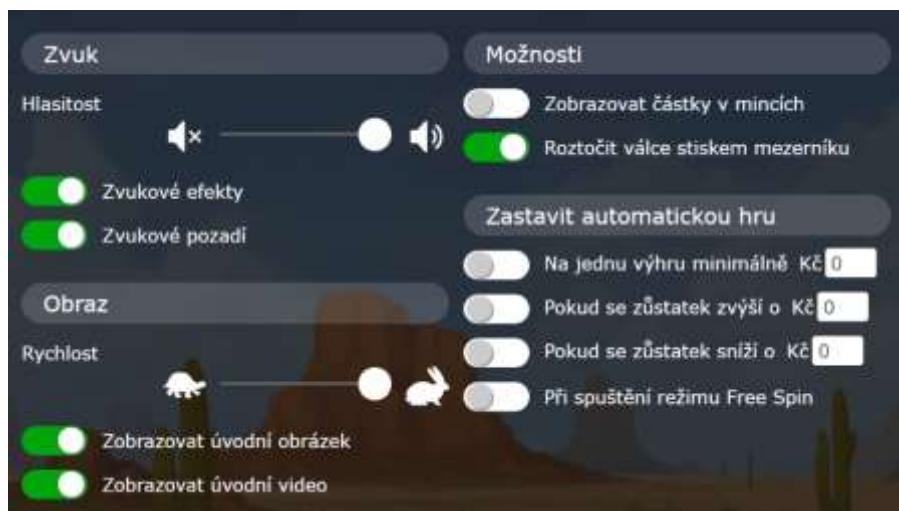 Zvuk
Hlasitost
Zvukové efekty
Zvukové pozadí
Obraz
Rychlost
Zobrazovat úvodní obrázek
Zobrazovat úvodní video
Možnosti
Zobrazovat částky v mincích
Roztočit válce stiskem mezerníku
Zastavit automatickou hru
Na jednu výhru minimálně Kč 0
Pokud se zůstatek zvýší o Kč 0
Pokud se zůstatek sníží o Kč 0
Při spuštění režimu Free Spin